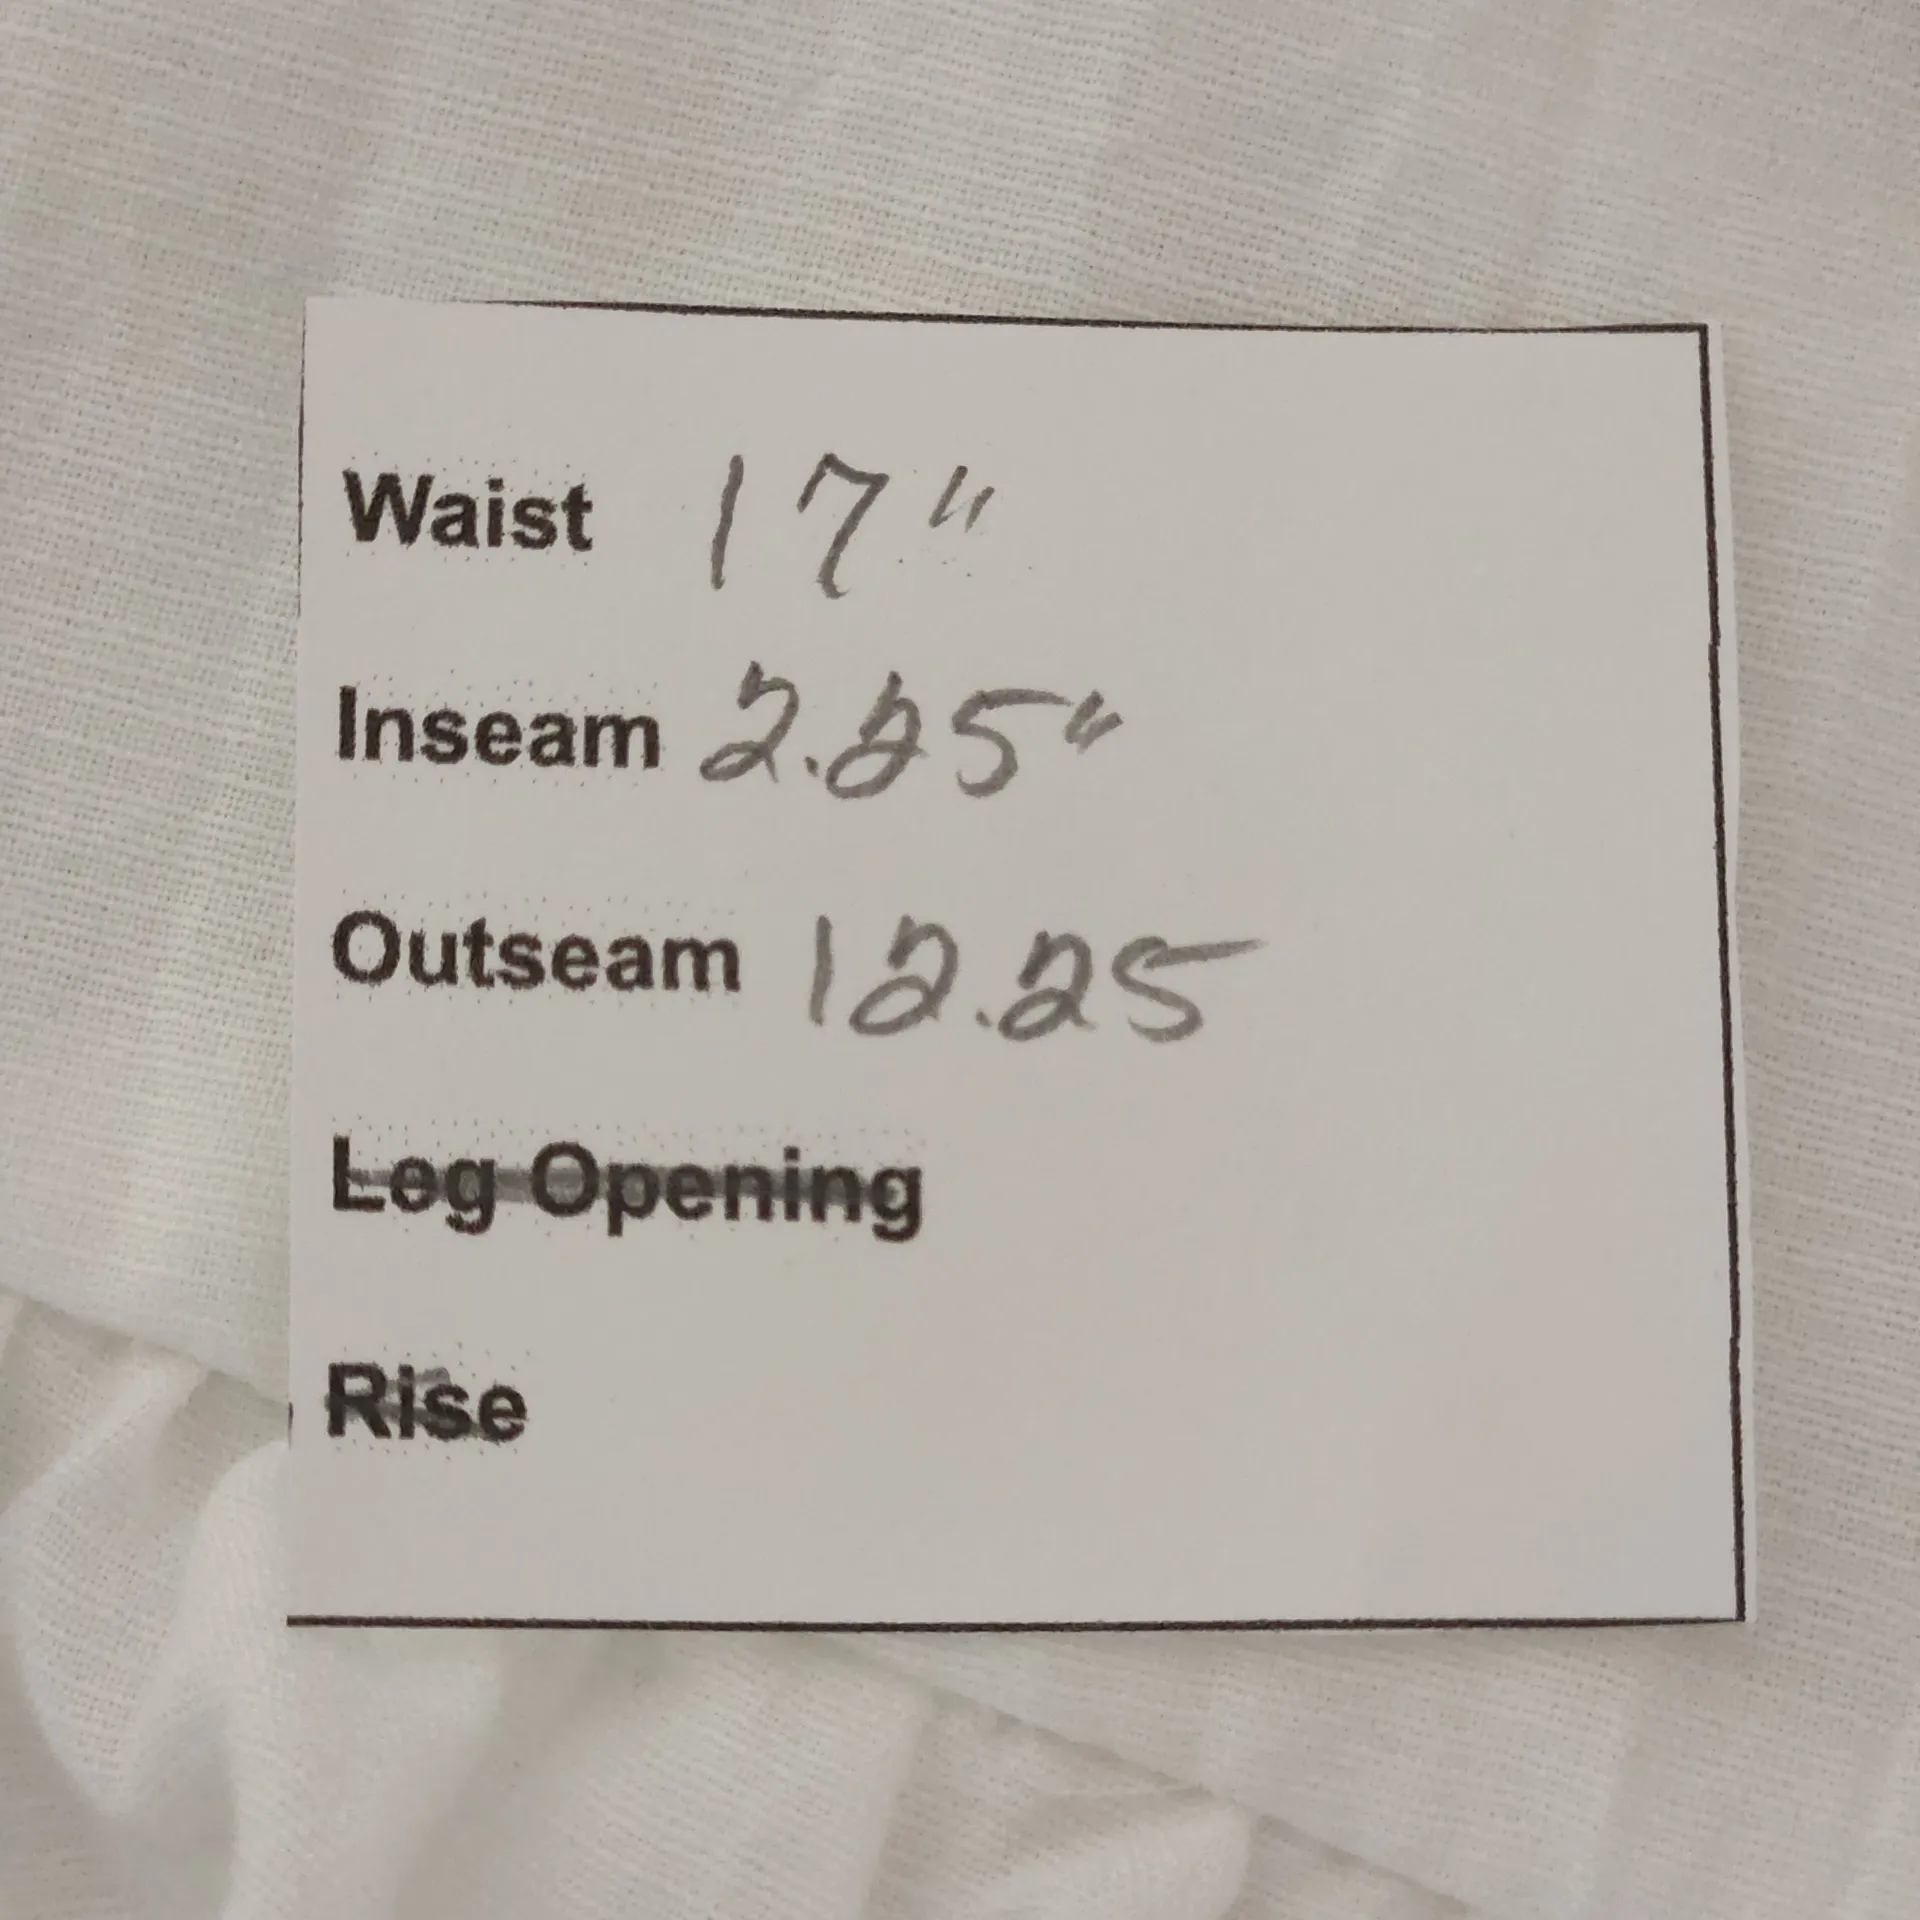 Waist 17"
Inseam 2.25"
Outseam 12.25
Leg Opening
Rise